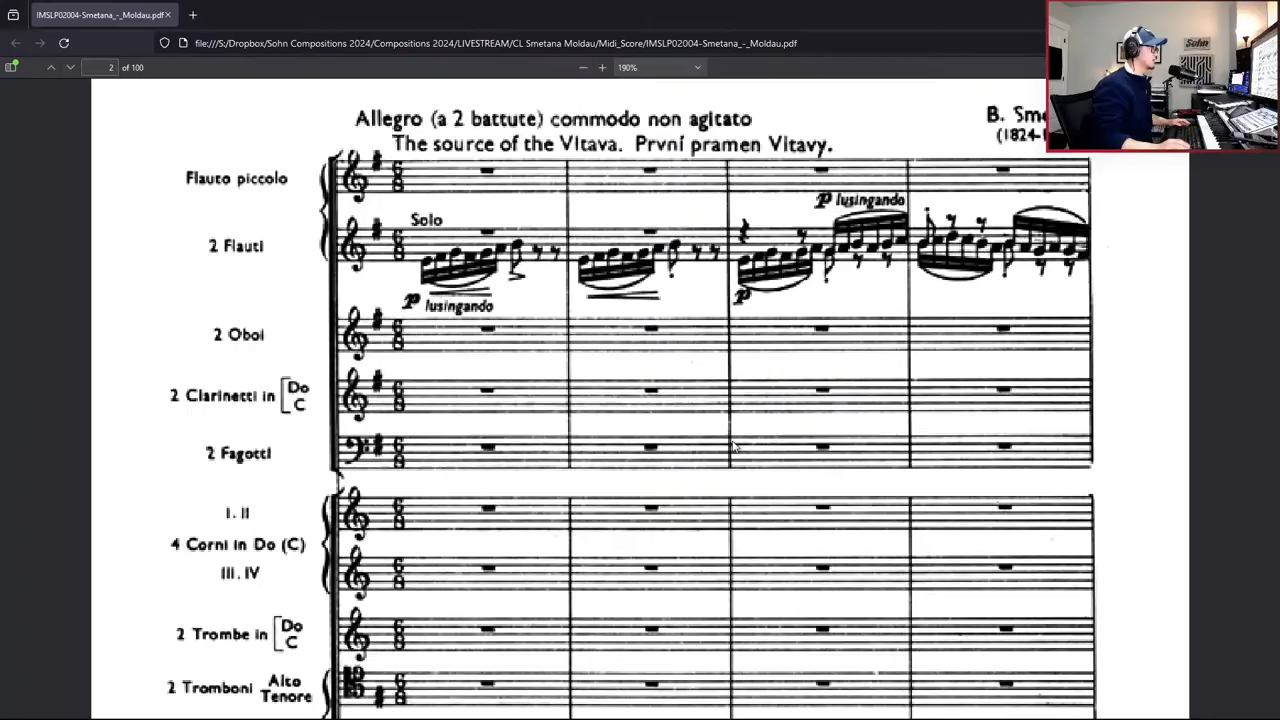 IMSLP02004-Smetana_-_Moldau.pdf
file:///S:/Dropbox/Sohn Compositions 2024/Compositions 2024/LIVESTREAM/CL Smetana Moldau/Midi_Score/IMSLP02004-Smetana_-_Moldau.pdf
2 of 100
190%
Sohn
Allegro (a 2 battute) commodo non agitato
B. Sme
(1824-
The source of the Vltava. První pramen Vltavy.
Flauto piccolo
p lusingando
Solo
2 Flauti
p lusingando
p
2 Oboi
2 Clarinetti in Do
C
2 Fagotti
I. II
4 Corni in Do (C)
III. IV
2 Trombe in Do
C
2 Tromboni Alto
Tenore